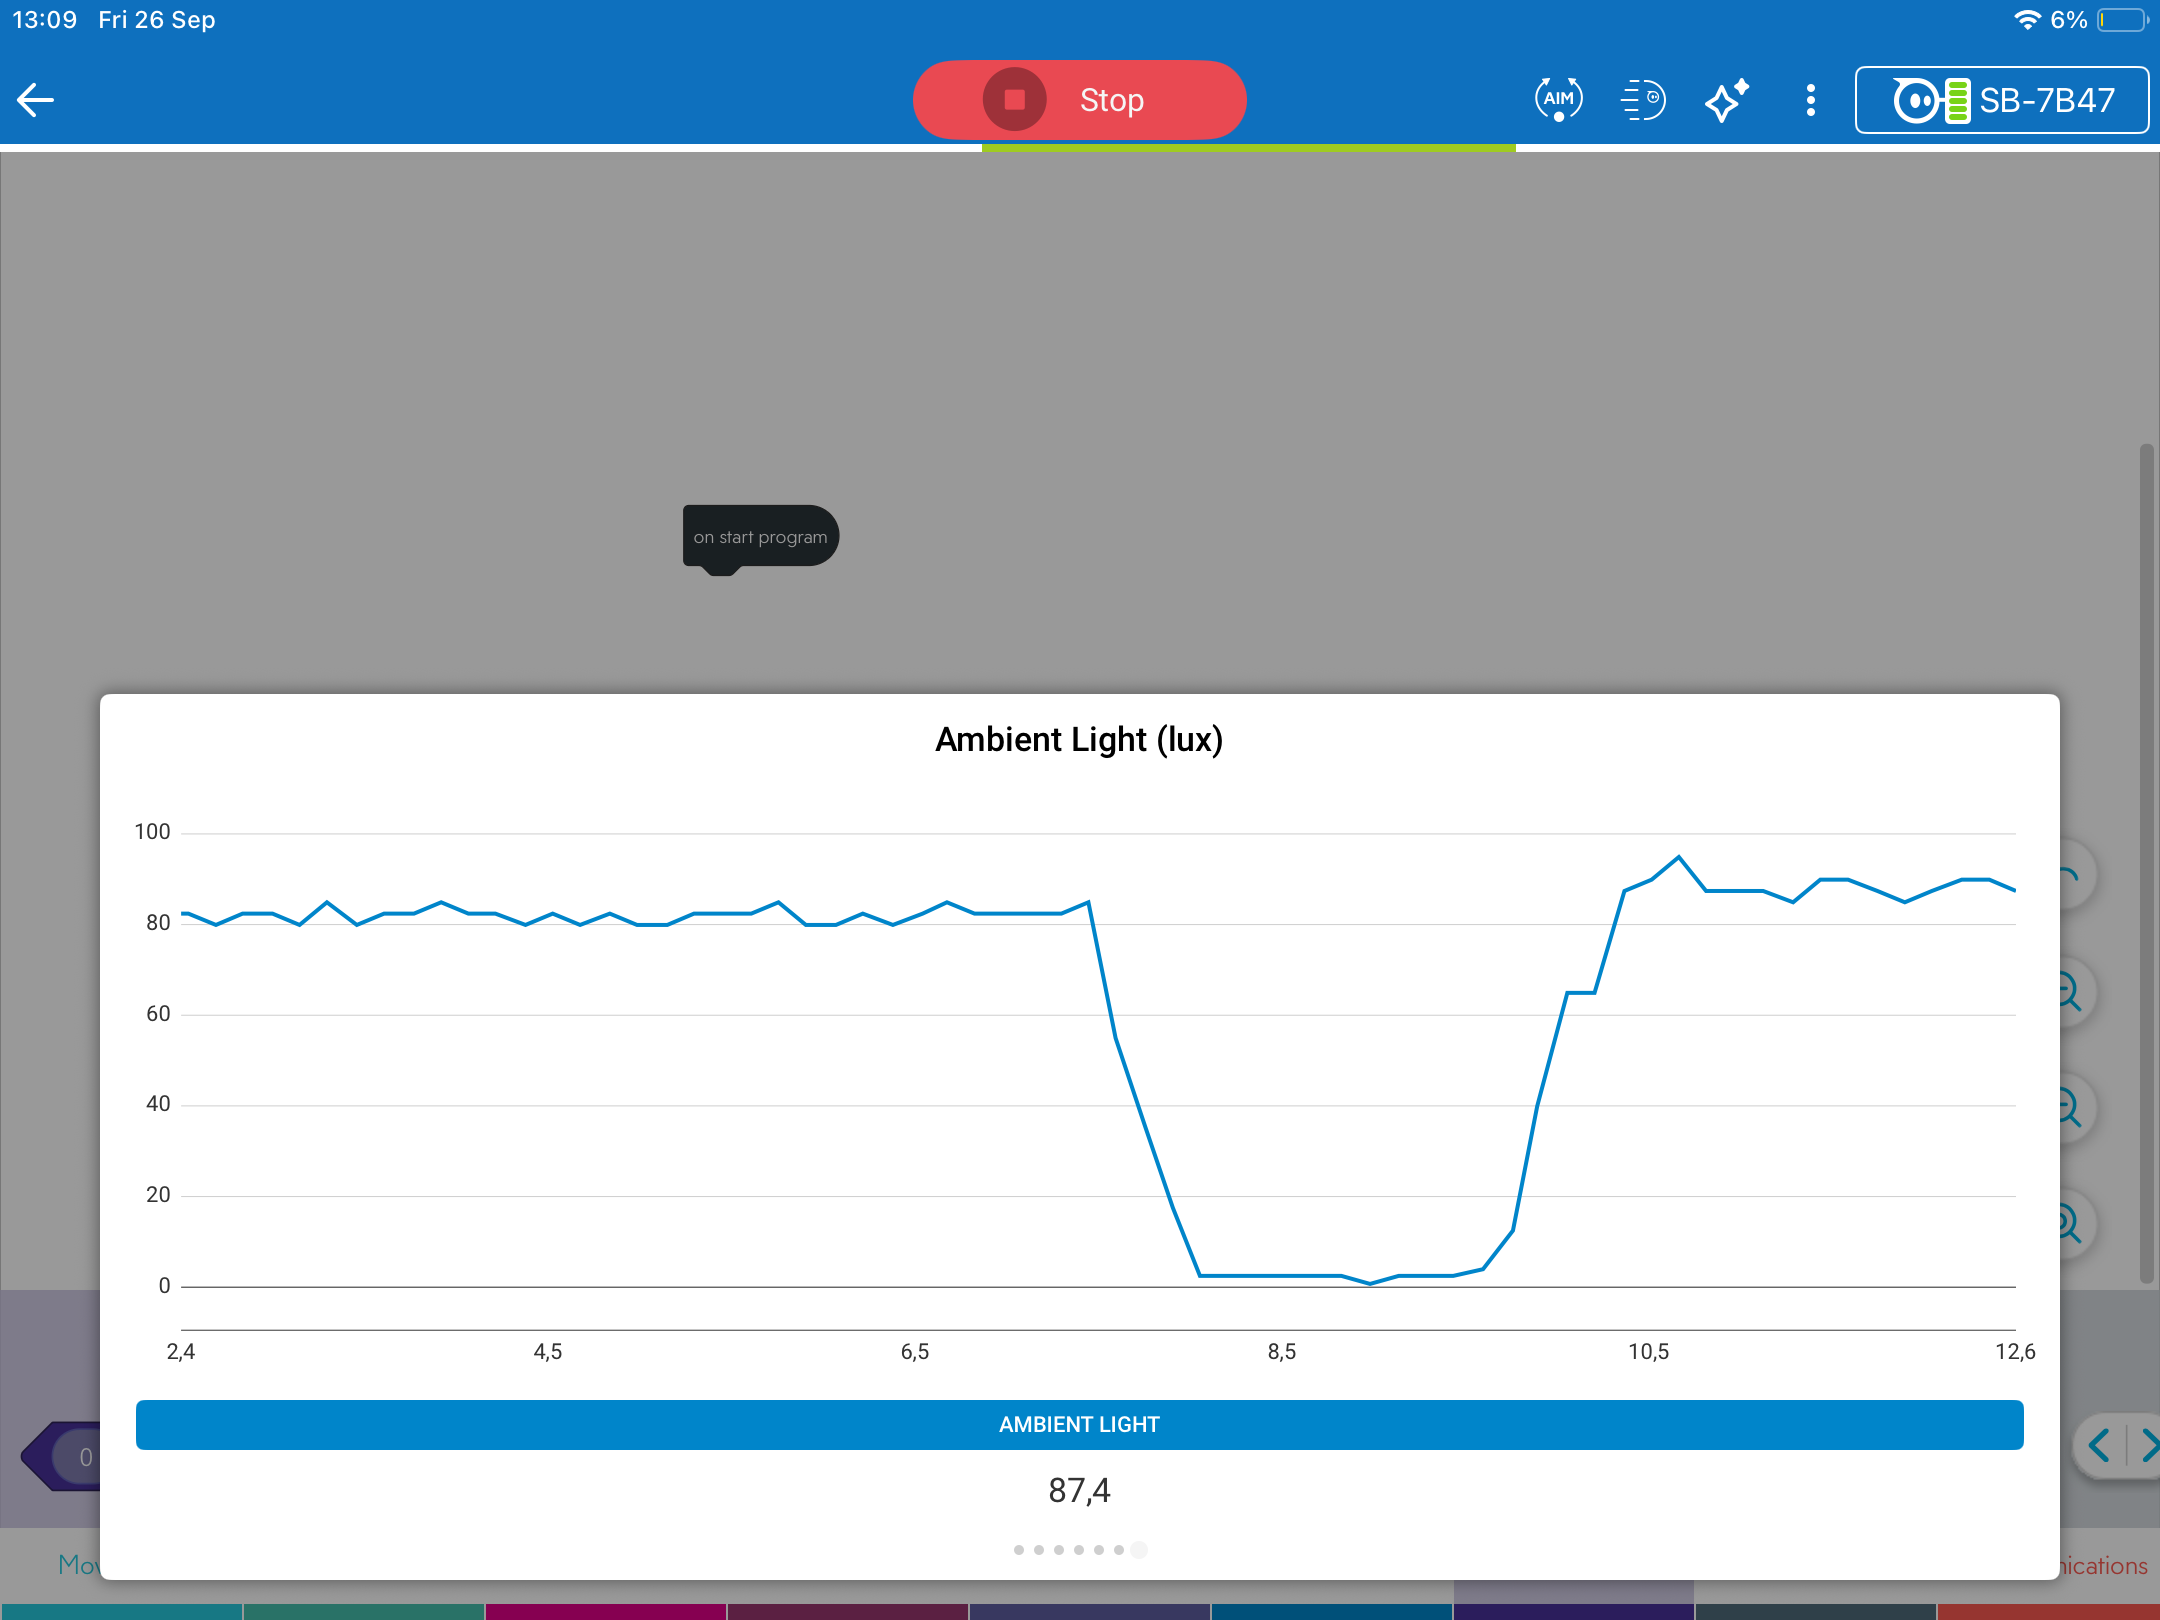 13:09 Fri 26 Sep
6%
Stop
AIM
SB-7B47
on start program
Ambient Light (lux)
100
80
60
40
20
0
2,4 4,5 6,5 8,5 10,5 12,6
AMBIENT LIGHT
0
87,4